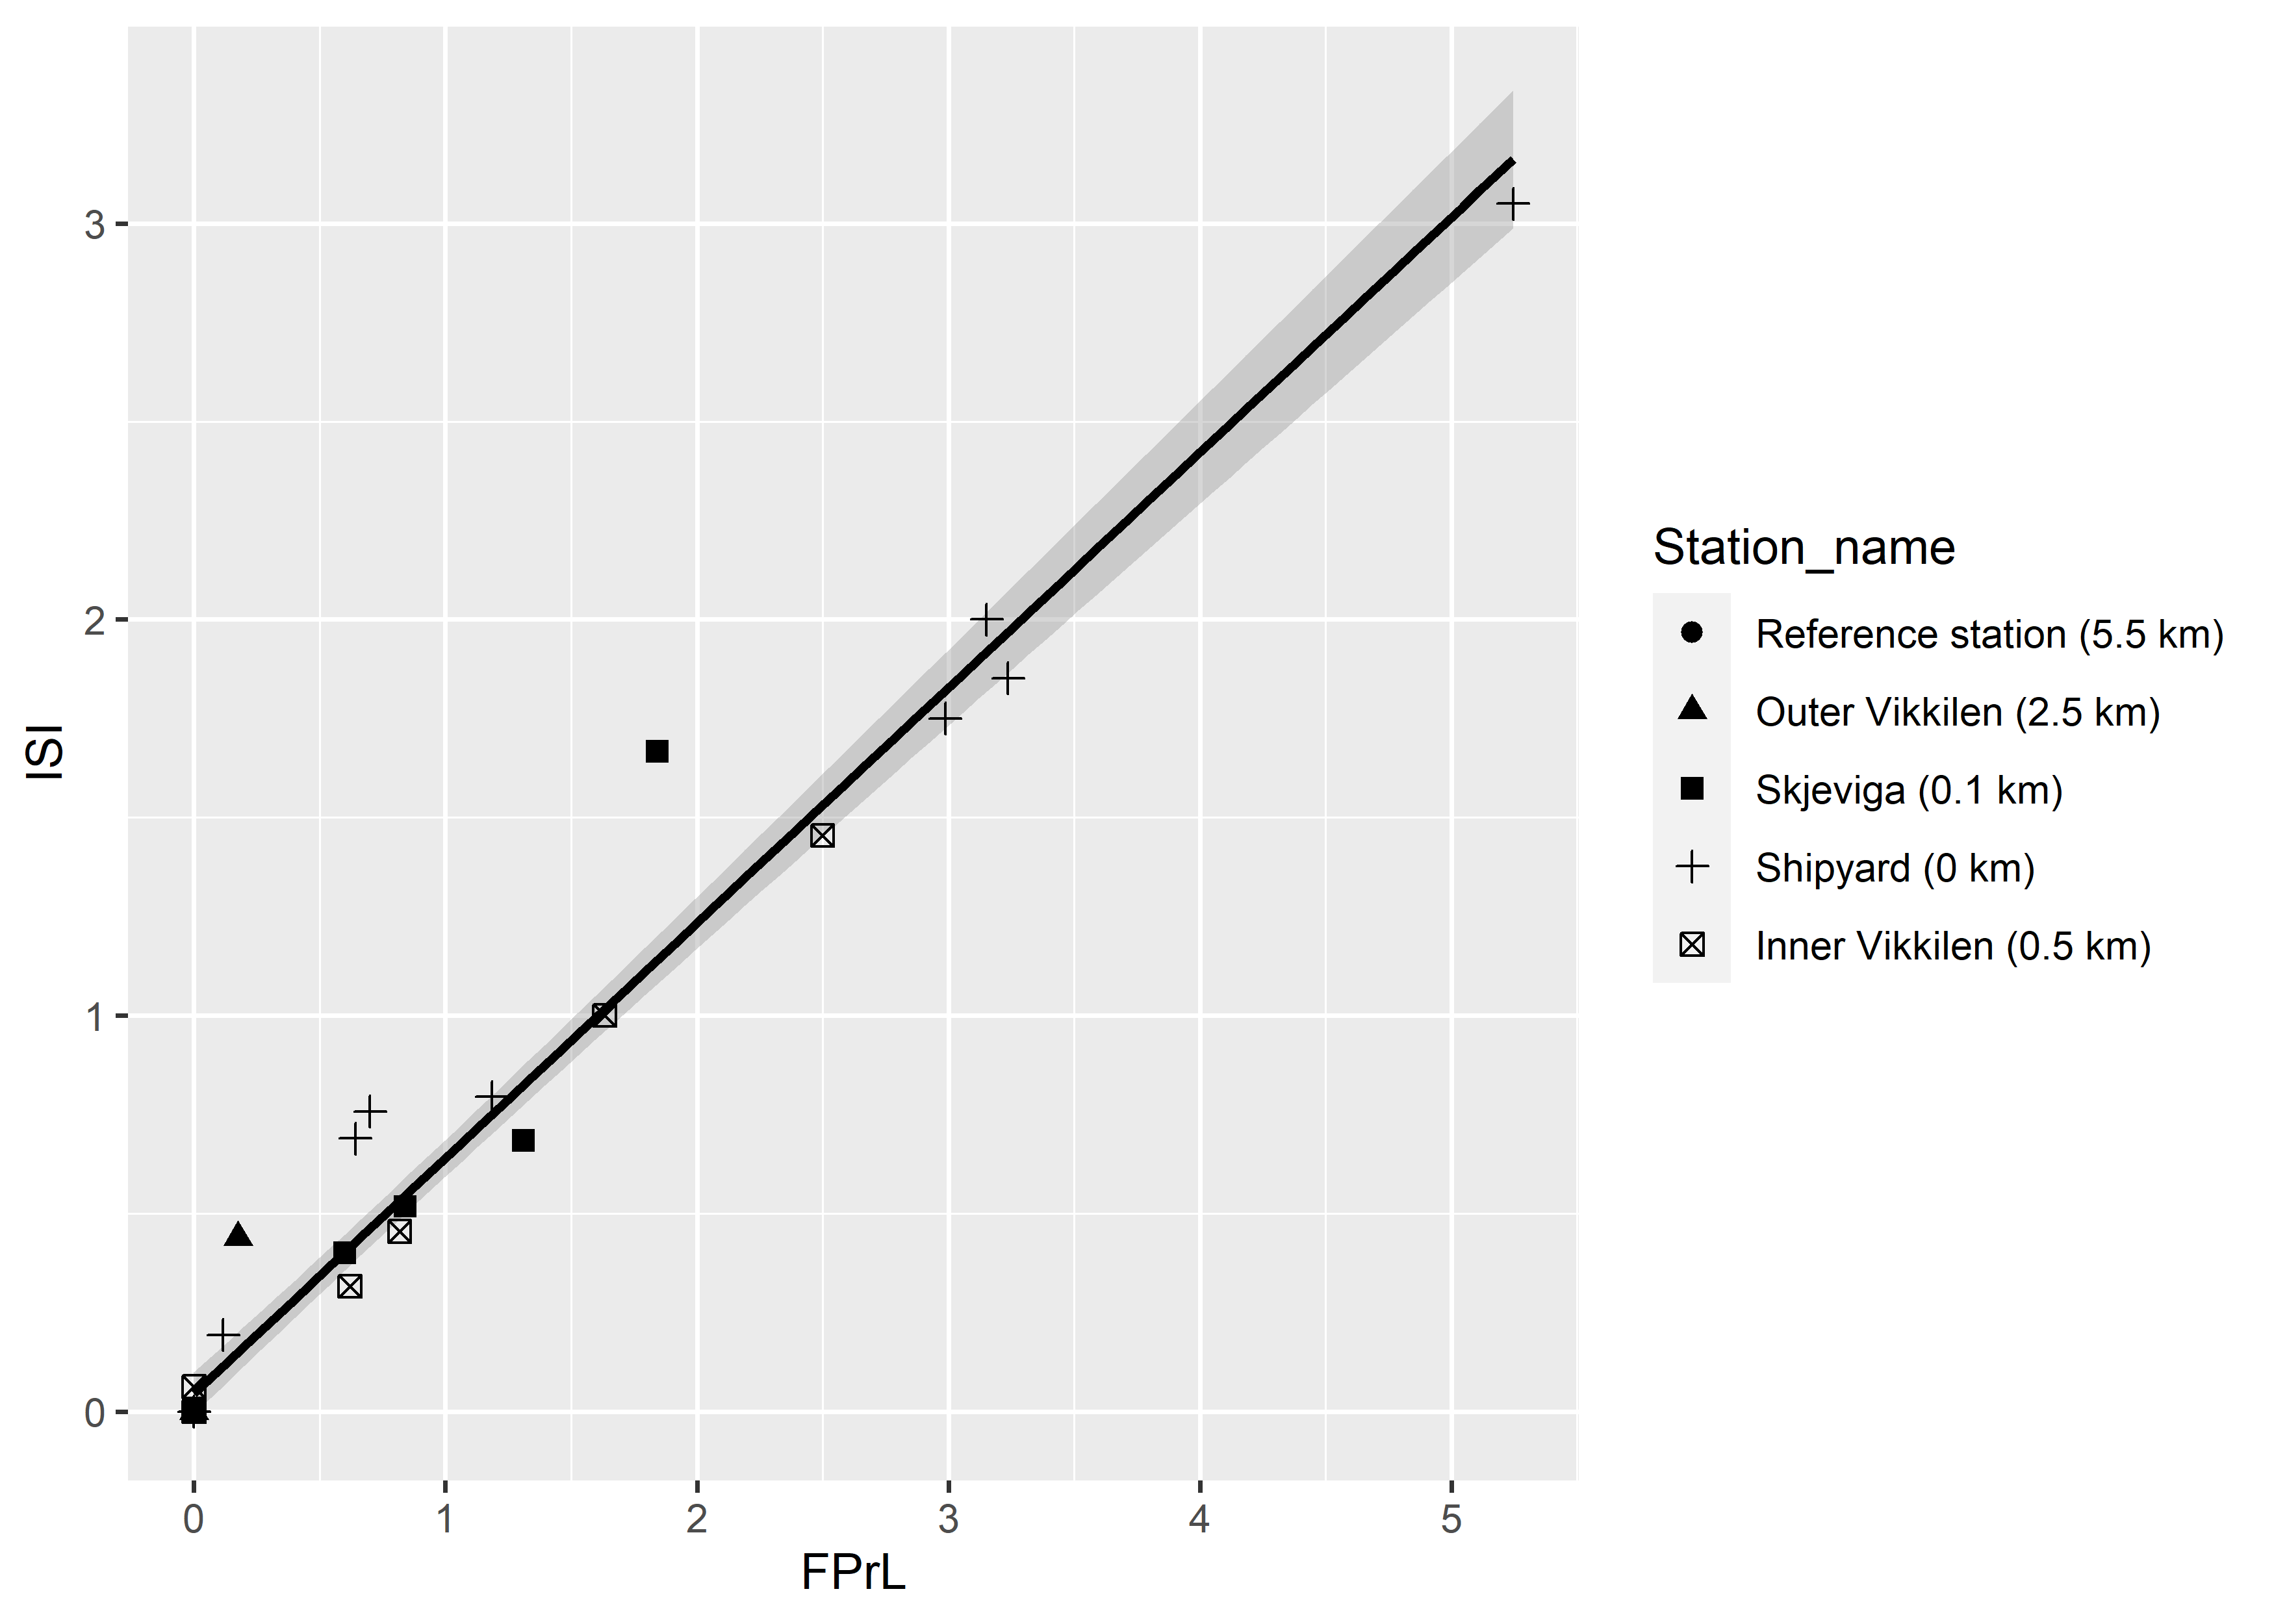 3
2
1
0
ISI
0 1 2 3 4 5
FPrL
Station_name
Reference station (5.5 km)
Outer Vikkilen (2.5 km)
Skjeviga (0.1 km)
Shipyard (0 km)
Inner Vikkilen (0.5 km)